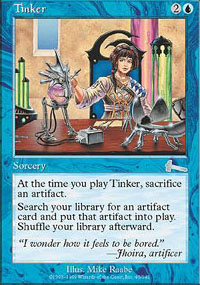 Tinker 2
Sorcery
At the time you play Tinker, sacrifice
an artifact.
Search your library for an artifact
card and put that artifact into play.
Shuffle your library afterward.
"I wonder how it feels to be bored."
—Jhoira, artificer
Illus. Mike Raabe